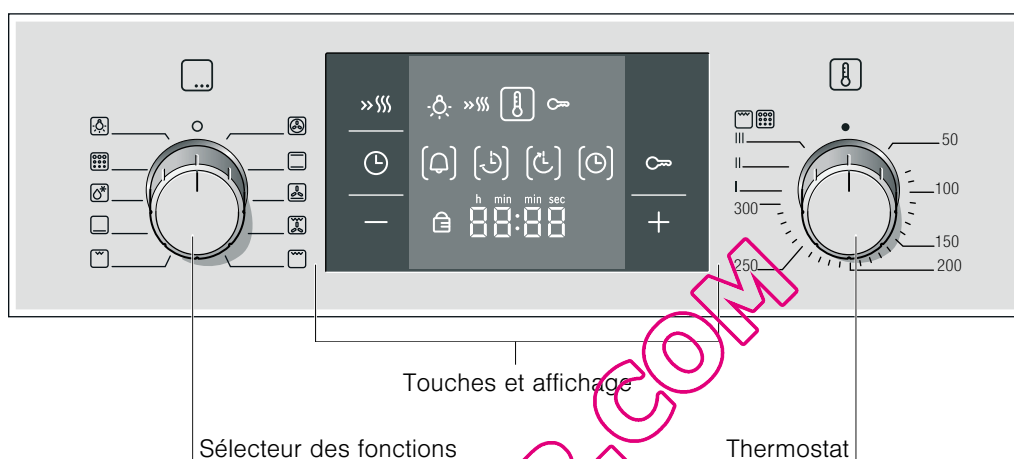 h min min sec
88:88
III
II
I
50
100
150
200
250
300
Touches et affichage
Sélecteur des fonctions
Thermostat
.COM